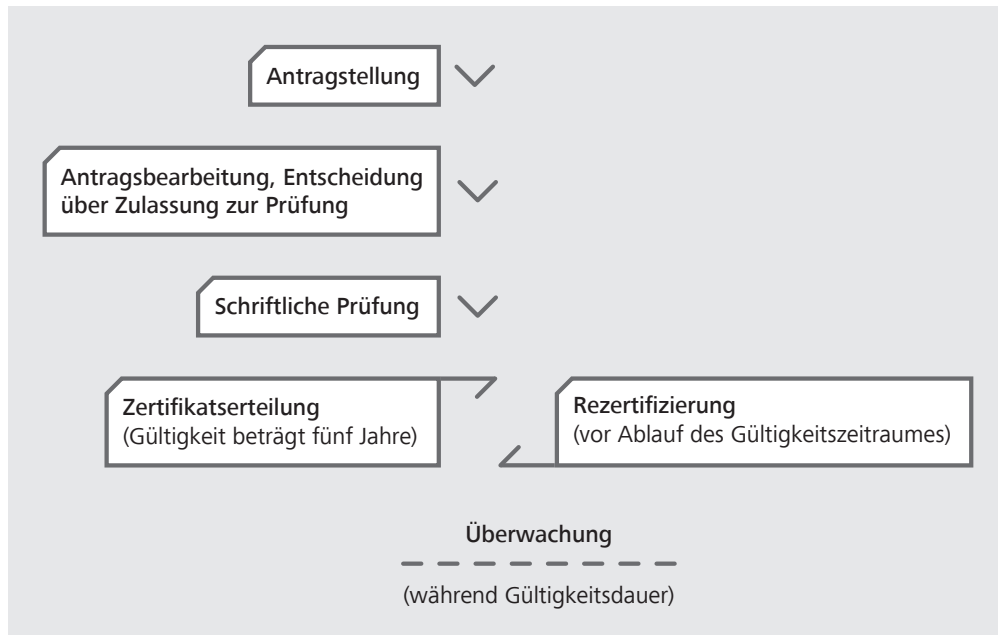 Antragstellung
Antragsbearbeitung, Entscheidung
über Zulassung zur Prüfung
Schriftliche Prüfung
Zertifikatserteilung
(Gültigkeit beträgt fünf Jahre)
Rezertifizierung
(vor Ablauf des Gültigkeitszeitraumes)
Überwachung
(während Gültigkeitsdauer)